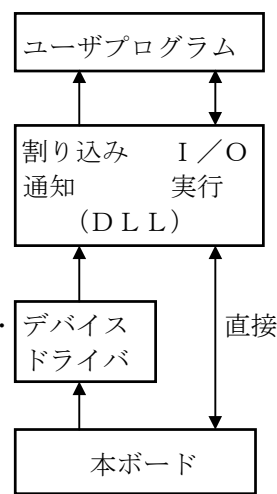 ユーザプログラム
割り込み　Ｉ／Ｏ
通知　　　実行
（ＤＬＬ）
・デバイス
ドライバ
直接
本ボード